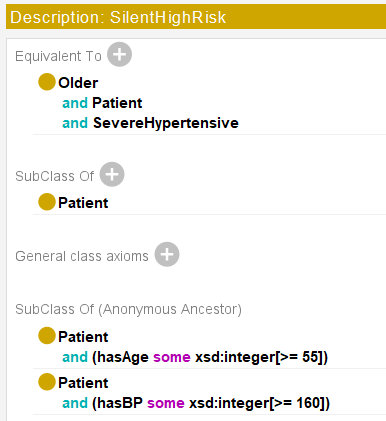 Description: SilentHighRisk
Equivalent To
Older
and Patient
and SevereHypertensive
SubClass Of
Patient
General class axioms
SubClass Of (Anonymous Ancestor)
Patient
and (hasAge some xsd:integer[>= 55])
Patient
and (hasBP some xsd:integer[>= 160])